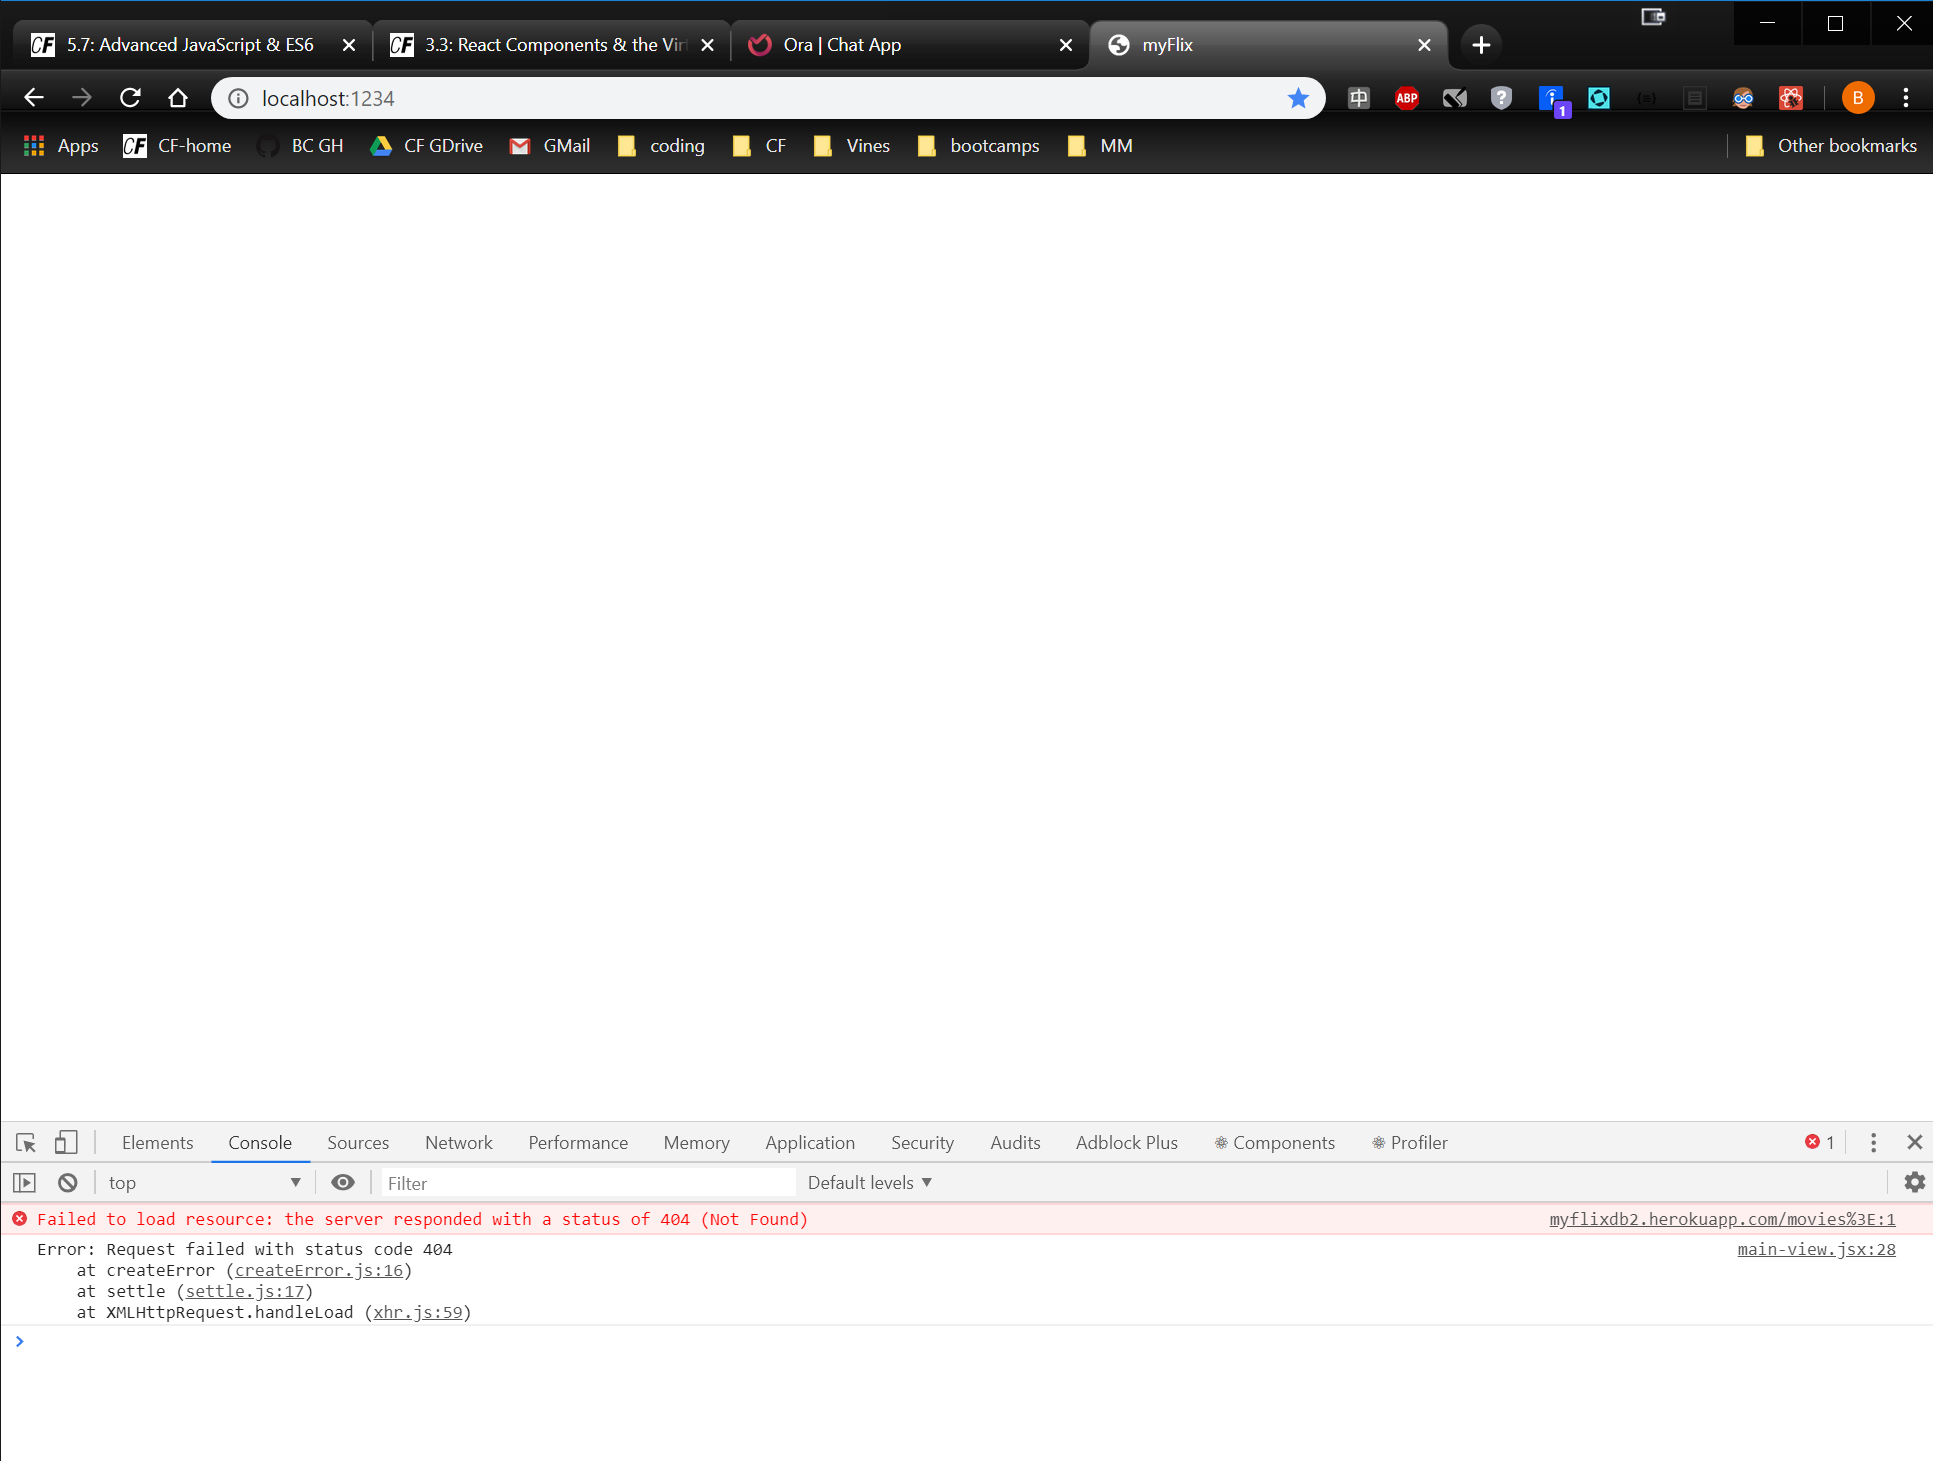 CF 5.7: Advanced JavaScript & ES6
CF 3.3: React Components & the Vir
Ora | Chat App
myFlix
localhost:1234
ABP
1
B
Apps
CF CF-home
BC GH
CF GDrive
GMail
coding
CF
Vines
bootcamps
MM
Other bookmarks
Elements Console Sources Network Performance Memory Application Security Audits Adblock Plus Components Profiler 1
top Filter Default levels
Failed to load resource: the server responded with a status of 404 (Not Found) myflixdb2.herokuapp.com/movies%3E:1
Error: Request failed with status code 404 main-view.jsx:28
at createError (createError.js:16)
at settle (settle.js:17)
at XMLHttpRequest.handleLoad (xhr.js:59)